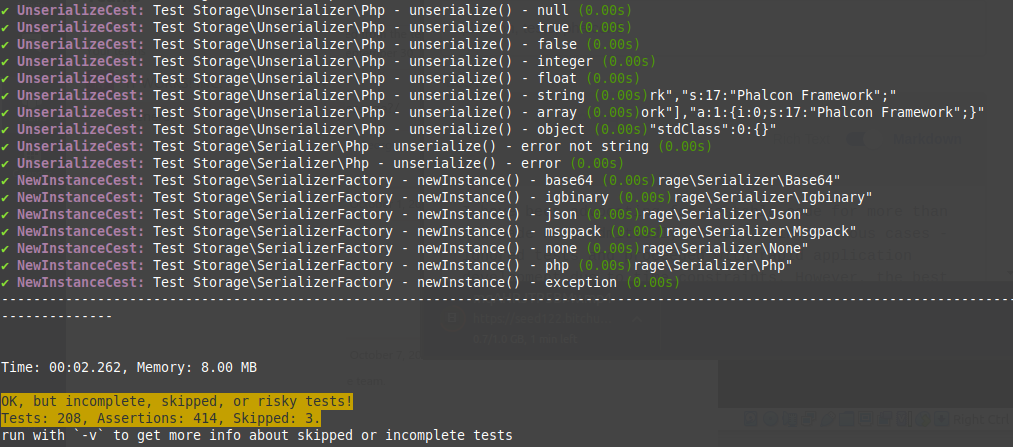 ✔ UnserializeCest: Test Storage\Unserializer\Php - unserialize() - null (0.00s)
✔ UnserializeCest: Test Storage\Unserializer\Php - unserialize() - true (0.00s)
✔ UnserializeCest: Test Storage\Unserializer\Php - unserialize() - false (0.00s)
✔ UnserializeCest: Test Storage\Unserializer\Php - unserialize() - integer (0.00s)
✔ UnserializeCest: Test Storage\Unserializer\Php - unserialize() - float (0.00s)
✔ UnserializeCest: Test Storage\Unserializer\Php - unserialize() - string (0.00s)rk","s:17:"Phalcon Framework";"
✔ UnserializeCest: Test Storage\Unserializer\Php - unserialize() - array (0.00s)ork"],"a:1:{i:0;s:17:"Phalcon Framework";}"
✔ UnserializeCest: Test Storage\Unserializer\Php - unserialize() - object (0.00s)"stdClass":0:{}"
✔ UnserializeCest: Test Storage\Serializer\Php - unserialize() - error not string (0.00s)
✔ UnserializeCest: Test Storage\Serializer\Php - unserialize() - error (0.00s)
✔ NewInstanceCest: Test Storage\SerializerFactory - newInstance() - base64 (0.00s)rage\Serializer\Base64"
✔ NewInstanceCest: Test Storage\SerializerFactory - newInstance() - igbinary (0.00s)rage\Serializer\Igbinary"
✔ NewInstanceCest: Test Storage\SerializerFactory - newInstance() - json (0.00s)rage\Serializer\Json"
✔ NewInstanceCest: Test Storage\SerializerFactory - newInstance() - msgpack (0.00s)rage\Serializer\Msgpack"
✔ NewInstanceCest: Test Storage\SerializerFactory - newInstance() - none (0.00s)rage\Serializer\None"
✔ NewInstanceCest: Test Storage\SerializerFactory - newInstance() - php (0.00s)rage\Serializer\Php"
✔ NewInstanceCest: Test Storage\SerializerFactory - newInstance() - exception (0.00s)
-----------------------------------------------------------------------------------------------------------------------------
--------------
Time: 00:02.262, Memory: 8.00 MB
OK, but incomplete, skipped, or risky tests!
Tests: 208, Assertions: 414, Skipped: 3.
run with `-v` to get more info about skipped or incomplete tests
Right Ctrl